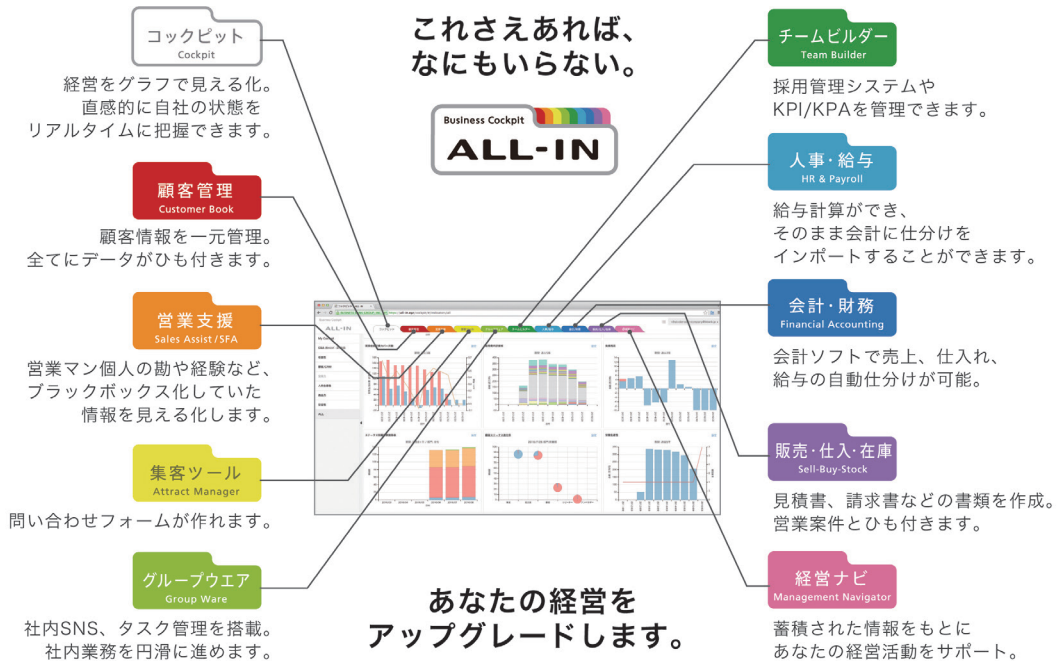 コックピット
Cockpit
経営をグラフで見える化。
直感的に自社の状態を
リアルタイムに把握できます。
顧客管理
Customer Book
顧客情報を一元管理。
全てにデータがひも付きます。
営業支援
Sales Assist / SFA
営業マン個人の勘や経験など、
ブラックボックス化していた
情報を見える化します。
集客ツール
Attract Manager
問い合わせフォームが作れます。
グループウエア
Group Ware
社内SNS、タスク管理を搭載。
社内業務を円滑に進めます。
これさえあれば、
なにもいらない。
Business Cockpit
ALL-IN
ALL-IN
あなたの経営を
アップグレードします。
チームビルダー
Team Builder
採用管理システムや
KPI/KPAを管理できます。
人事・給与
HR & Payroll
給与計算ができ、
そのまま会計に仕分けを
インポートすることができます。
会計・財務
Financial Accounting
会計ソフトで売上、仕入れ、
給与の自動仕分けが可能。
販売・仕入・在庫
Sell-Buy-Stock
見積書、請求書などの書類を作成。
営業案件とひも付きます。
経営ナビ
Management Navigator
蓄積された情報をもとに
あなたの経営活動をサポート。